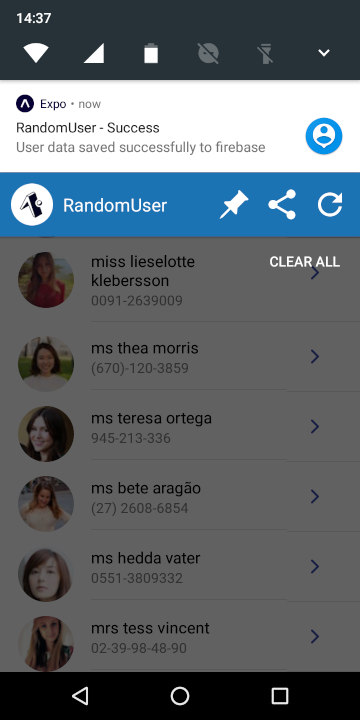 14:37
Expo • now
RandomUser - Success
User data saved successfully to firebase
RandomUser
CLEAR ALL
miss lieselotte
klebersson
0091-2639009
ms thea morris
(670)-120-3859
ms teresa ortega
945-213-336
ms bete aragão
(27) 2608-6854
ms hedda vater
0551-3809332
mrs tess vincent
02-39-98-48-90